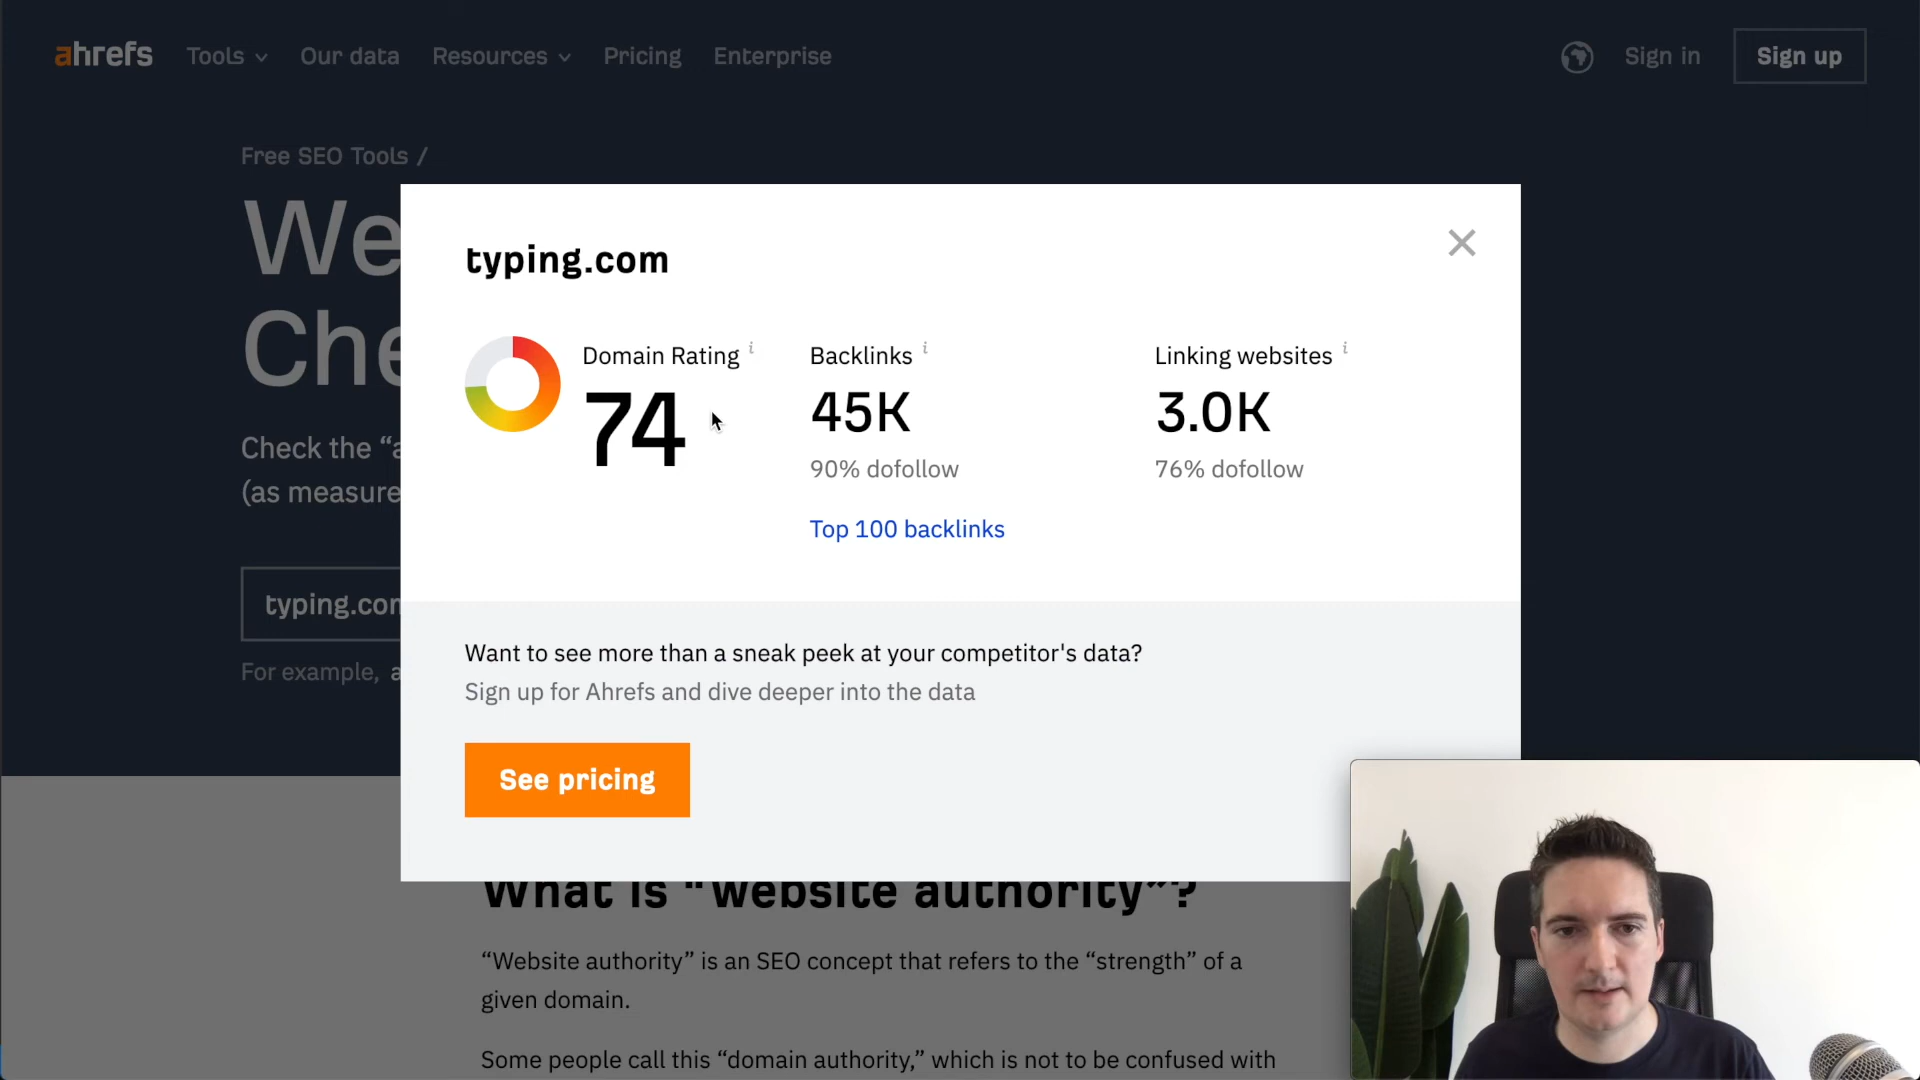 ahrefs Tools Our data Resources Pricing Enterprise Sign in Sign up
Free SEO Tools /
We
Che
Check the “a
(as measure
typing.com
For example, a
typing.com
Domain Rating i
74
Backlinks i
45K
90% dofollow
Top 100 backlinks
Linking websites i
3.0K
76% dofollow
Want to see more than a sneak peek at your competitor's data?
Sign up for Ahrefs and dive deeper into the data
See pricing
What is “website authority”?
“Website authority” is an SEO concept that refers to the “strength” of a
given domain.
Some people call this “domain authority,” which is not to be confused with